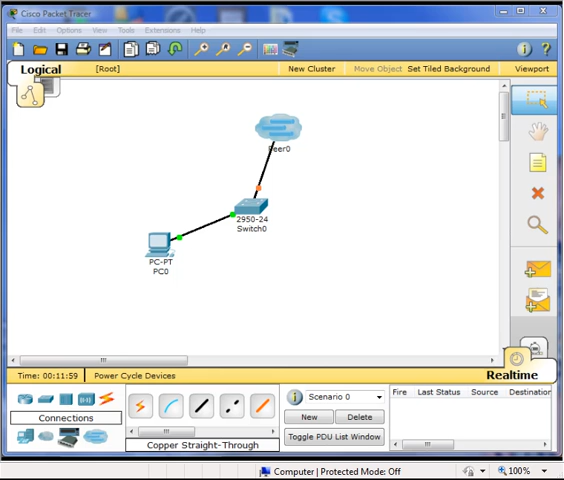 Cisco Packet Tracer
File Edit Options View Tools Extensions Help
Logical [Root] New Cluster Move Object Set Tiled Background Viewport
Peer0
2950-24
Switch0
PC-PT
PC0
Time: 00:11:59 Power Cycle Devices Realtime
Scenario 0
Fire Last Status Source Destination
Connections
New Delete
Toggle PDU List Window
Copper Straight-Through
Computer | Protected Mode: Off 100%